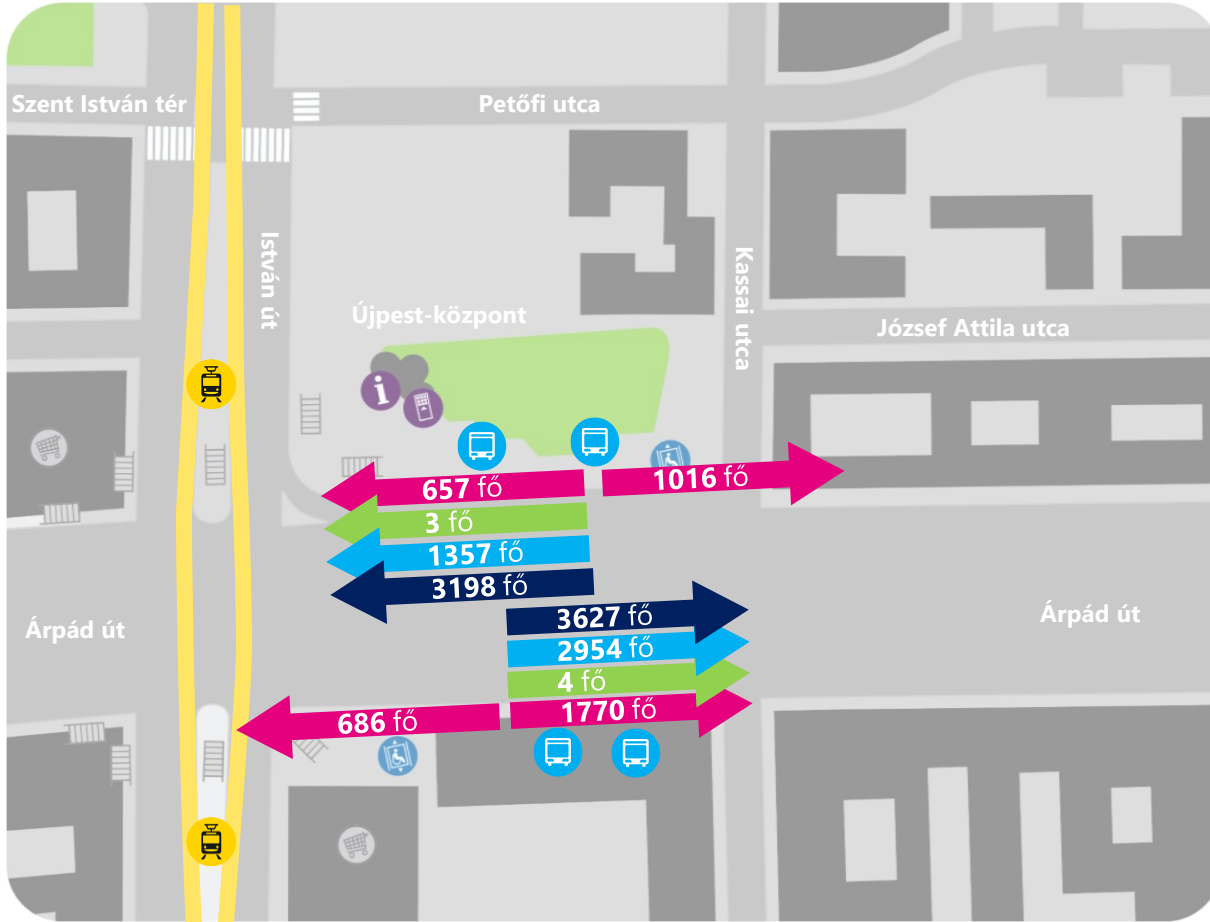 Szent István tér
Petőfi utca
István út
Kassai utca
Újpest-központ
József Attila utca
i
657 fő
1016 fő
3 fő
1357 fő
3198 fő
3627 fő
Árpád út
Árpád út
2954 fő
4 fő
1770 fő
686 fő